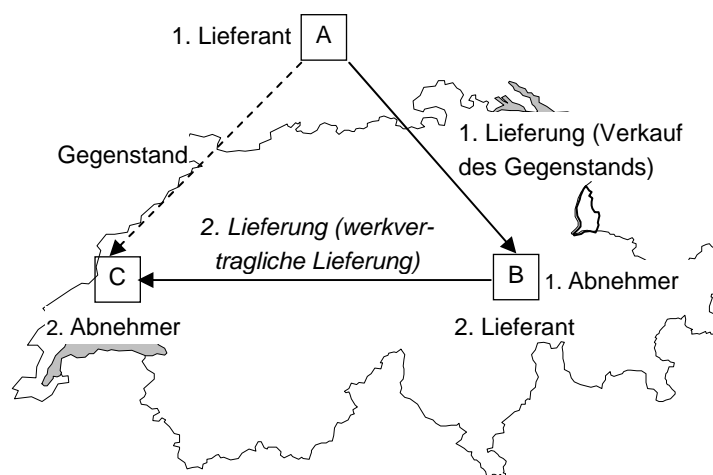 1. Lieferant
A
1. Lieferung (Verkauf
des Gegenstands)
Gegenstand
2. Lieferung (werkver-
tragliche Lieferung)
C
B
1. Abnehmer
2. Abnehmer
2. Lieferant